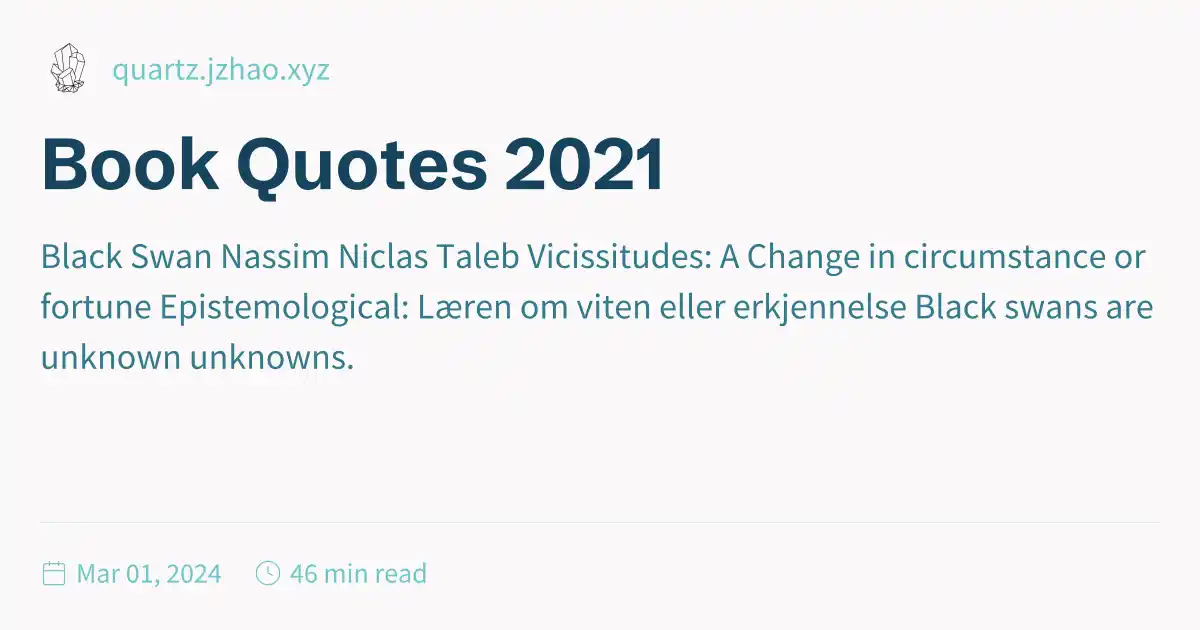 quartz.jzhao.xyz
Book Quotes 2021
Black Swan Nassim Niclas Taleb Vicissitudes: A Change in circumstance or
fortune Epistemological: Læren om viten eller erkjennelse Black swans are
unknown unknowns.
Mar 01, 2024 46 min read